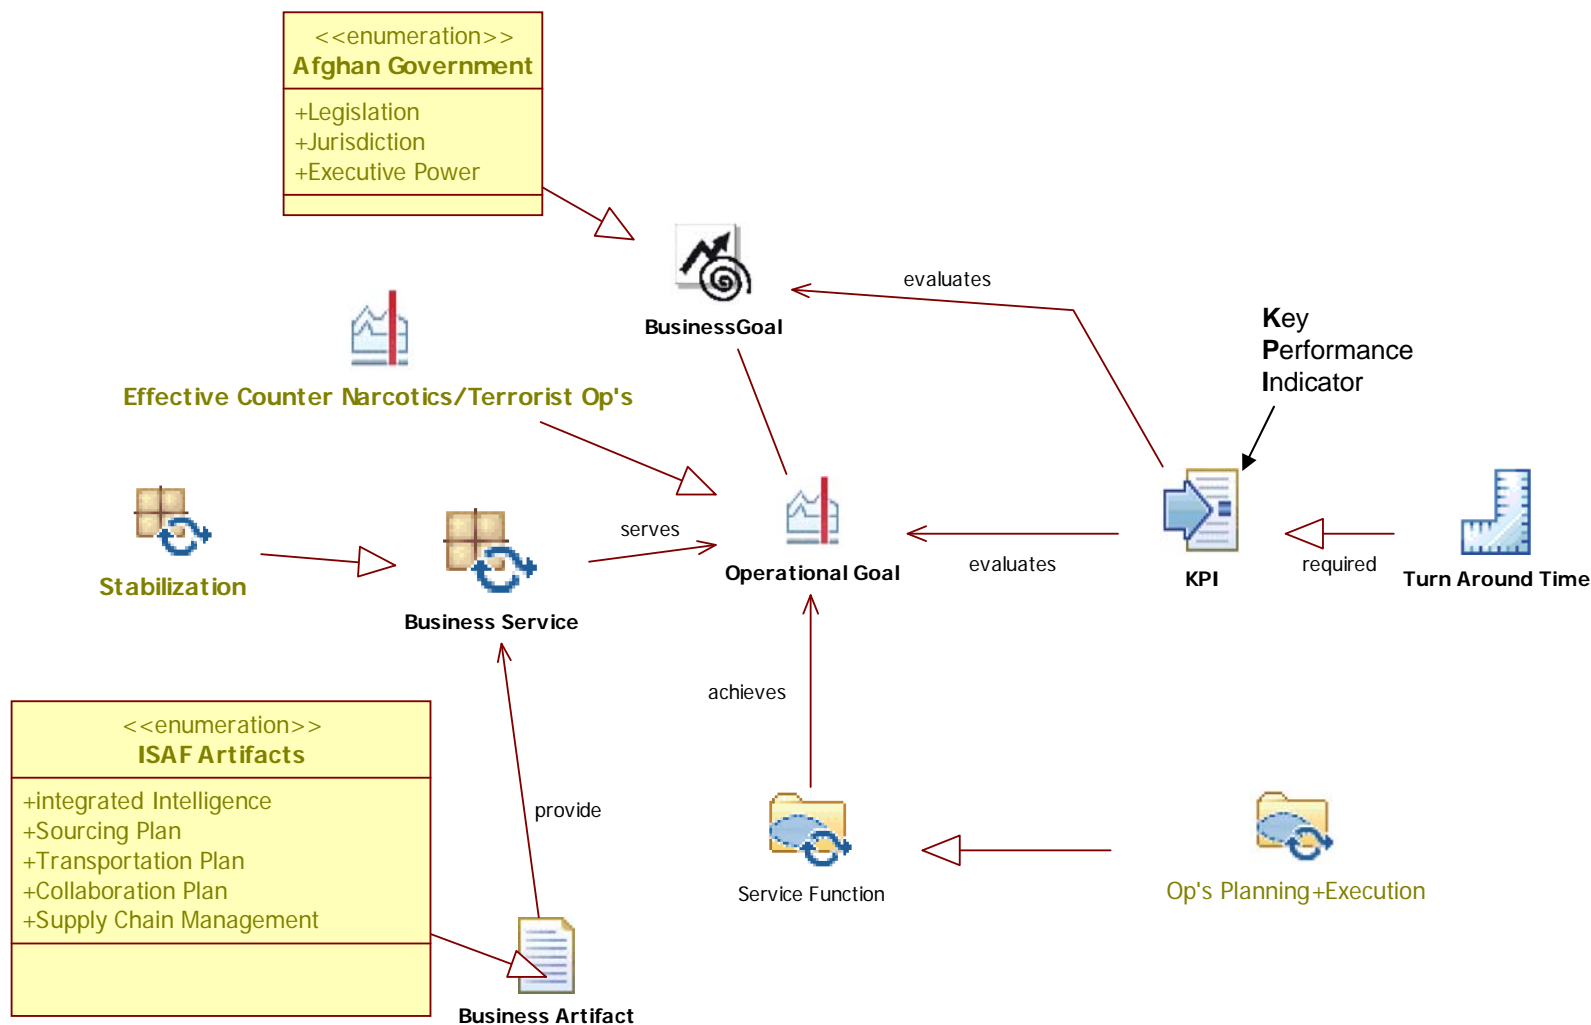 <<enumeration>>
Afghan Government
+Legislation
+Jurisdiction
+Executive Power
BusinessGoal
evaluates
Key
Performance
Indicator
Effective Counter Narcotics/Terrorist Op's
Stabilization
Business Service
serves
Operational Goal
evaluates
KPI
required
Turn Around Time
achieves
<<enumeration>>
ISAF Artifacts
+integrated Intelligence
+Sourcing Plan
+Transportation Plan
+Collaboration Plan
+Supply Chain Management
provide
Business Artifact
Service Function
Op's Planning+Execution